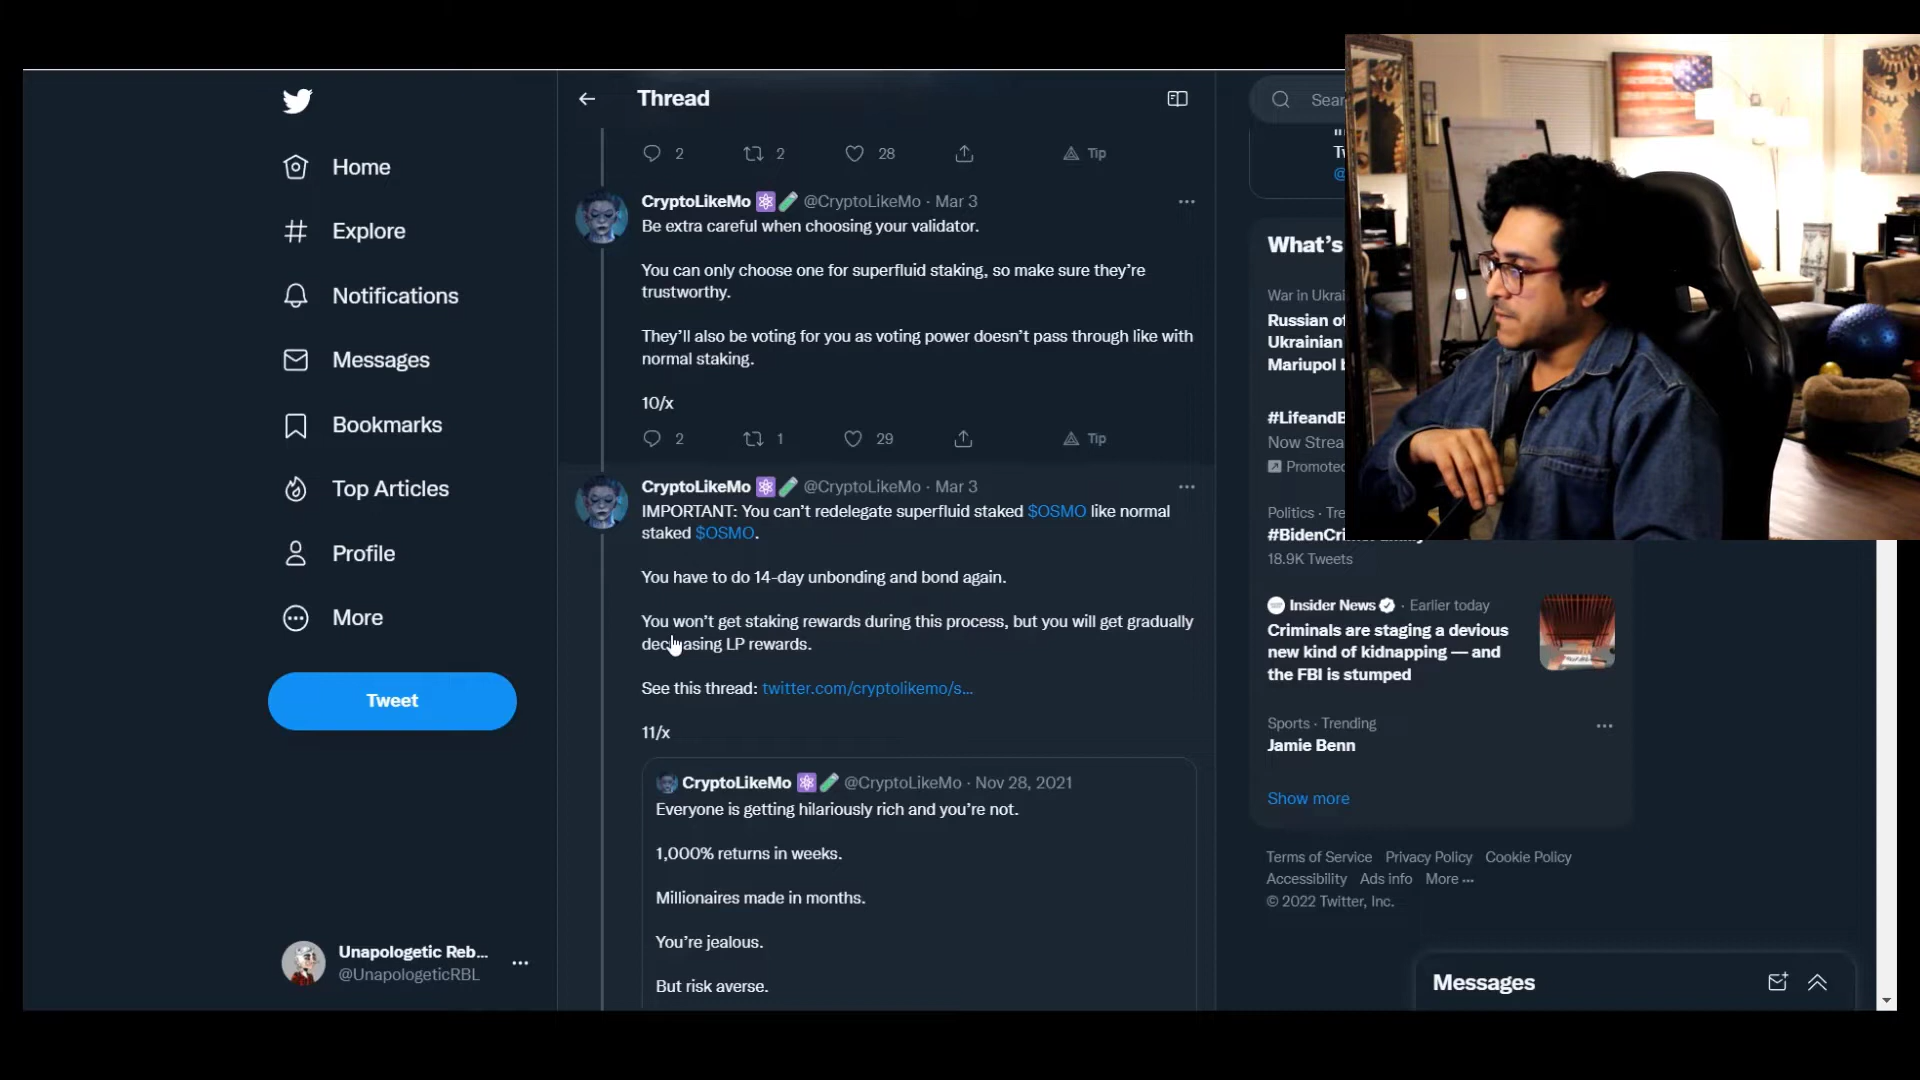 Thread
2 2 28 Tip
CryptoLikeMo @CryptoLikeMo · Mar 3
Be extra careful when choosing your validator.
You can only choose one for superfluid staking, so make sure they're
trustworthy.
They'll also be voting for you as voting power doesn't pass through like with
normal staking.
10/x
2 1 29 Tip
CryptoLikeMo @CryptoLikeMo · Mar 3
IMPORTANT: You can't redelegate superfluid staked $OSMO like normal
staked $OSMO.
You have to do 14-day unbonding and bond again.
You won't get staking rewards during this process, but you will get gradually
decreasing LP rewards.
See this thread: twitter.com/cryptolikemo/s...
11/x
CryptoLikeMo @CryptoLikeMo · Nov 28, 2021
Everyone is getting hilariously rich and you're not.
1,000% returns in weeks.
Millionaires made in months.
You're jealous.
But risk averse.
Home
Explore
Notifications
Messages
Bookmarks
Top Articles
Profile
More
Tweet
Unapologetic Reb...
@UnapologeticRBL
Sear
"
Tw
@
What's
War in Ukrai
Russian of
Ukrainian
Mariupol b
#LifeandB
Now Strea
Promoted
Politics · Tre
#BidenCri
18.9K Tweets
Insider News · Earlier today
Criminals are staging a devious
new kind of kidnapping — and
the FBI is stumped
Sports · Trending
Jamie Benn
Show more
Terms of Service Privacy Policy Cookie Policy
Accessibility Ads info More ...
© 2022 Twitter, Inc.
Messages